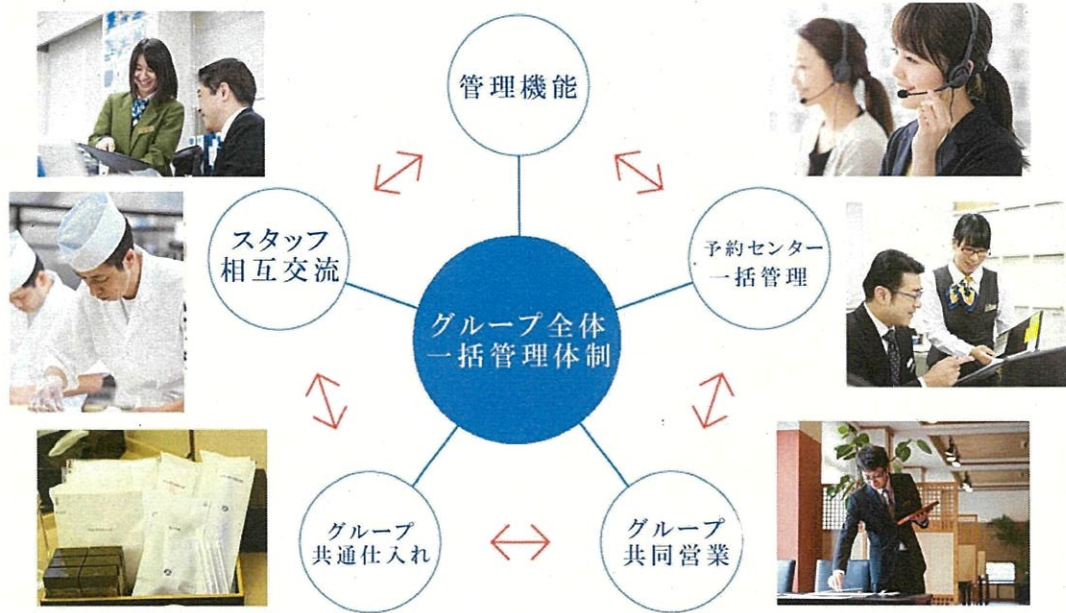 管理機能
スタッフ
相互交流
予約センター
一括管理
グループ全体
一括管理体制
グループ
共通仕入れ
グループ
共同営業